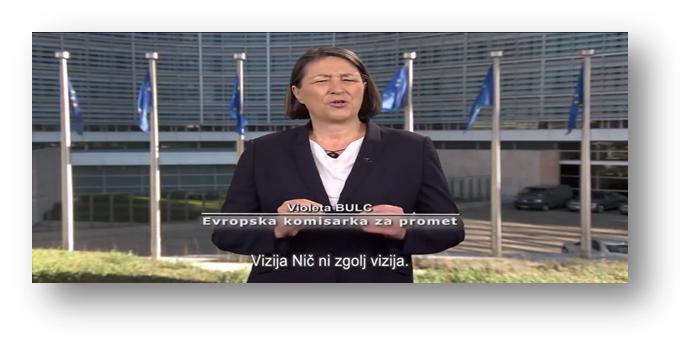 Violeta BULC
Evropska komisarka za promet
Vizija Nič ni zgolj vizija.